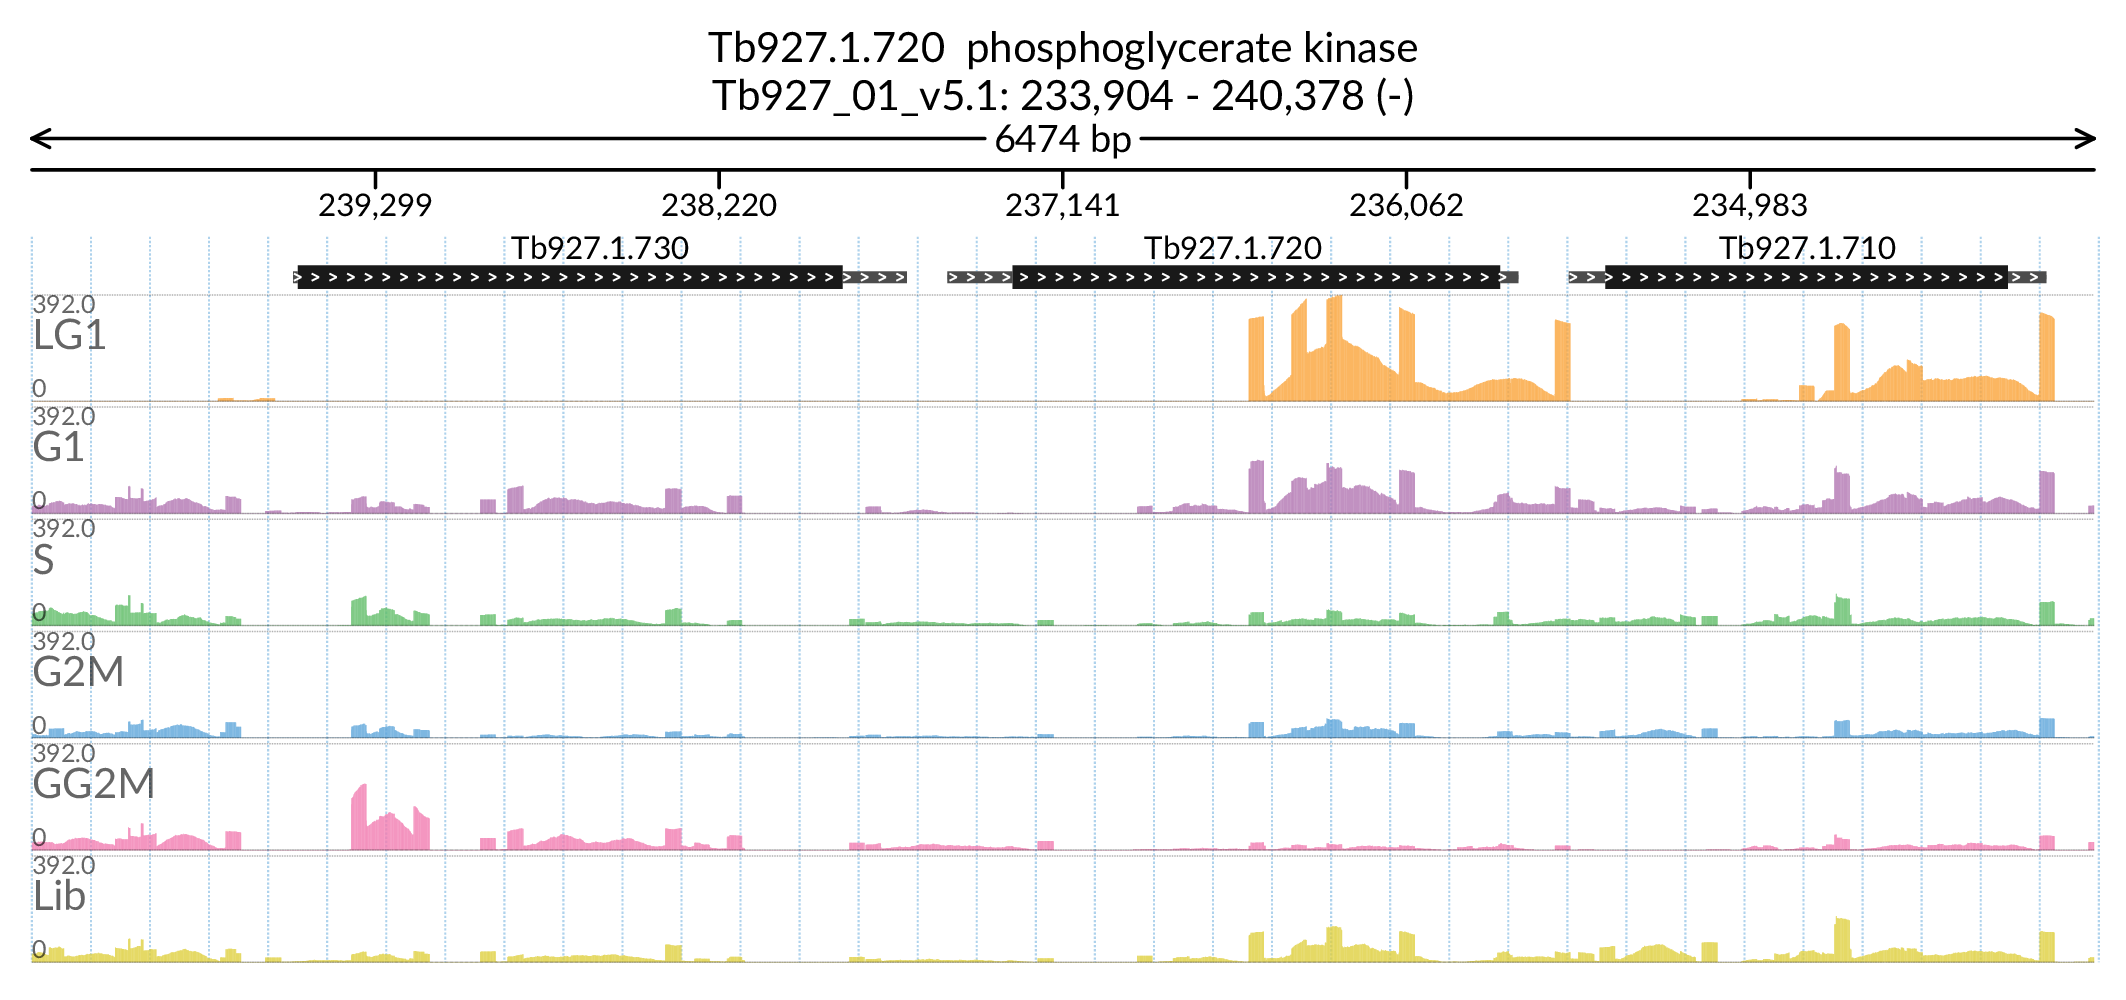 Tb927.1.720 phosphoglycerate kinase
Tb927_01_v5.1: 233,904 - 240,378 (-)
6474 bp
239,299 238,220 237,141 236,062 234,983
Tb927.1.730 Tb927.1.720 Tb927.1.710
392.0
LG1
0
392.0
G1
0
392.0
S
0
392.0
G2M
0
392.0
GG2M
0
392.0
Lib
0